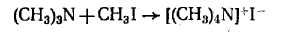 (CH₃)₃N + CH₃I → [(CH₃)₄N]⁺I⁻